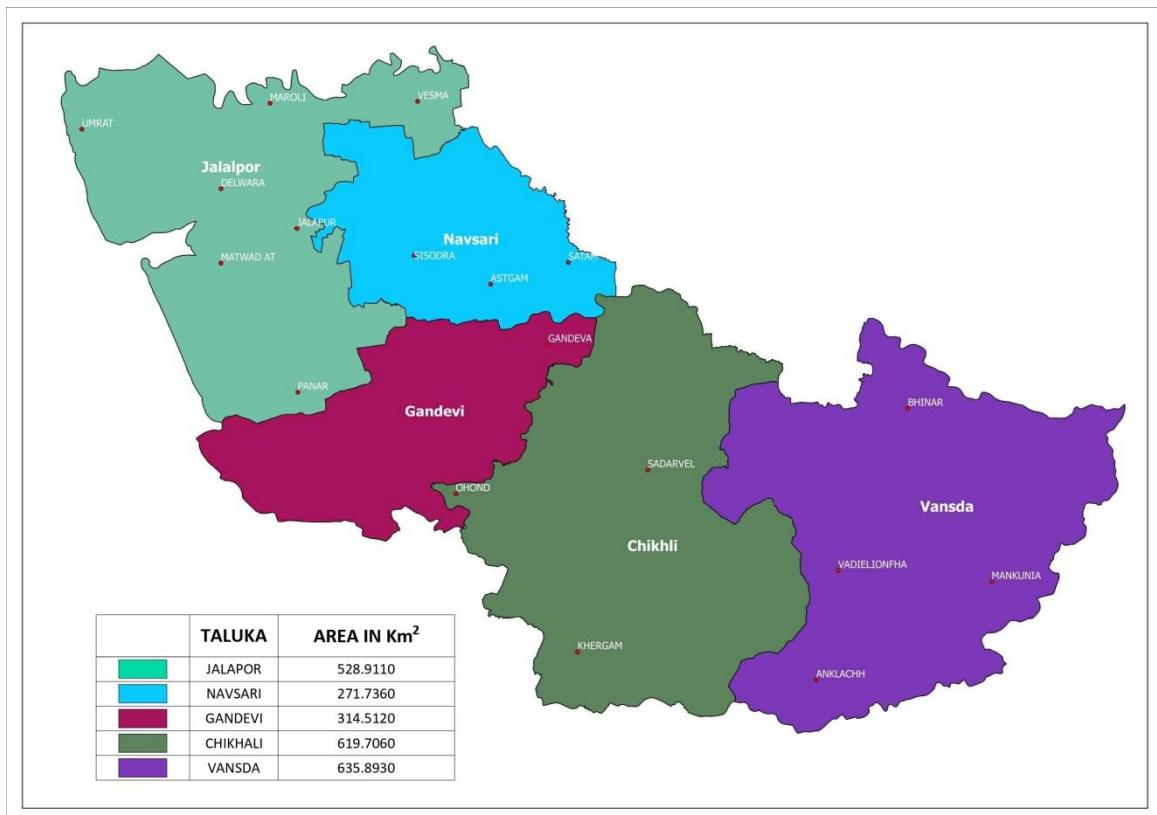 MAROLI
VESMA
UMRAT
Jalalpor
DELWARA
JALAPUR
Navsari
MATWAD AT
SISODRA
SATAM
ASTGAM
GANDEVA
PANAR
Gandevi
BHINAR
SADARVEL
OHOND
Vansda
Chikhli
VADIELIONFHA
MANKUNIA
KHERGAM
ANKLACHH
TALUKA AREA IN Km²
JALAPOR 528.9110
NAVSARI 271.7360
GANDEVI 314.5120
CHIKHALI 619.7060
VANSDA 635.8930